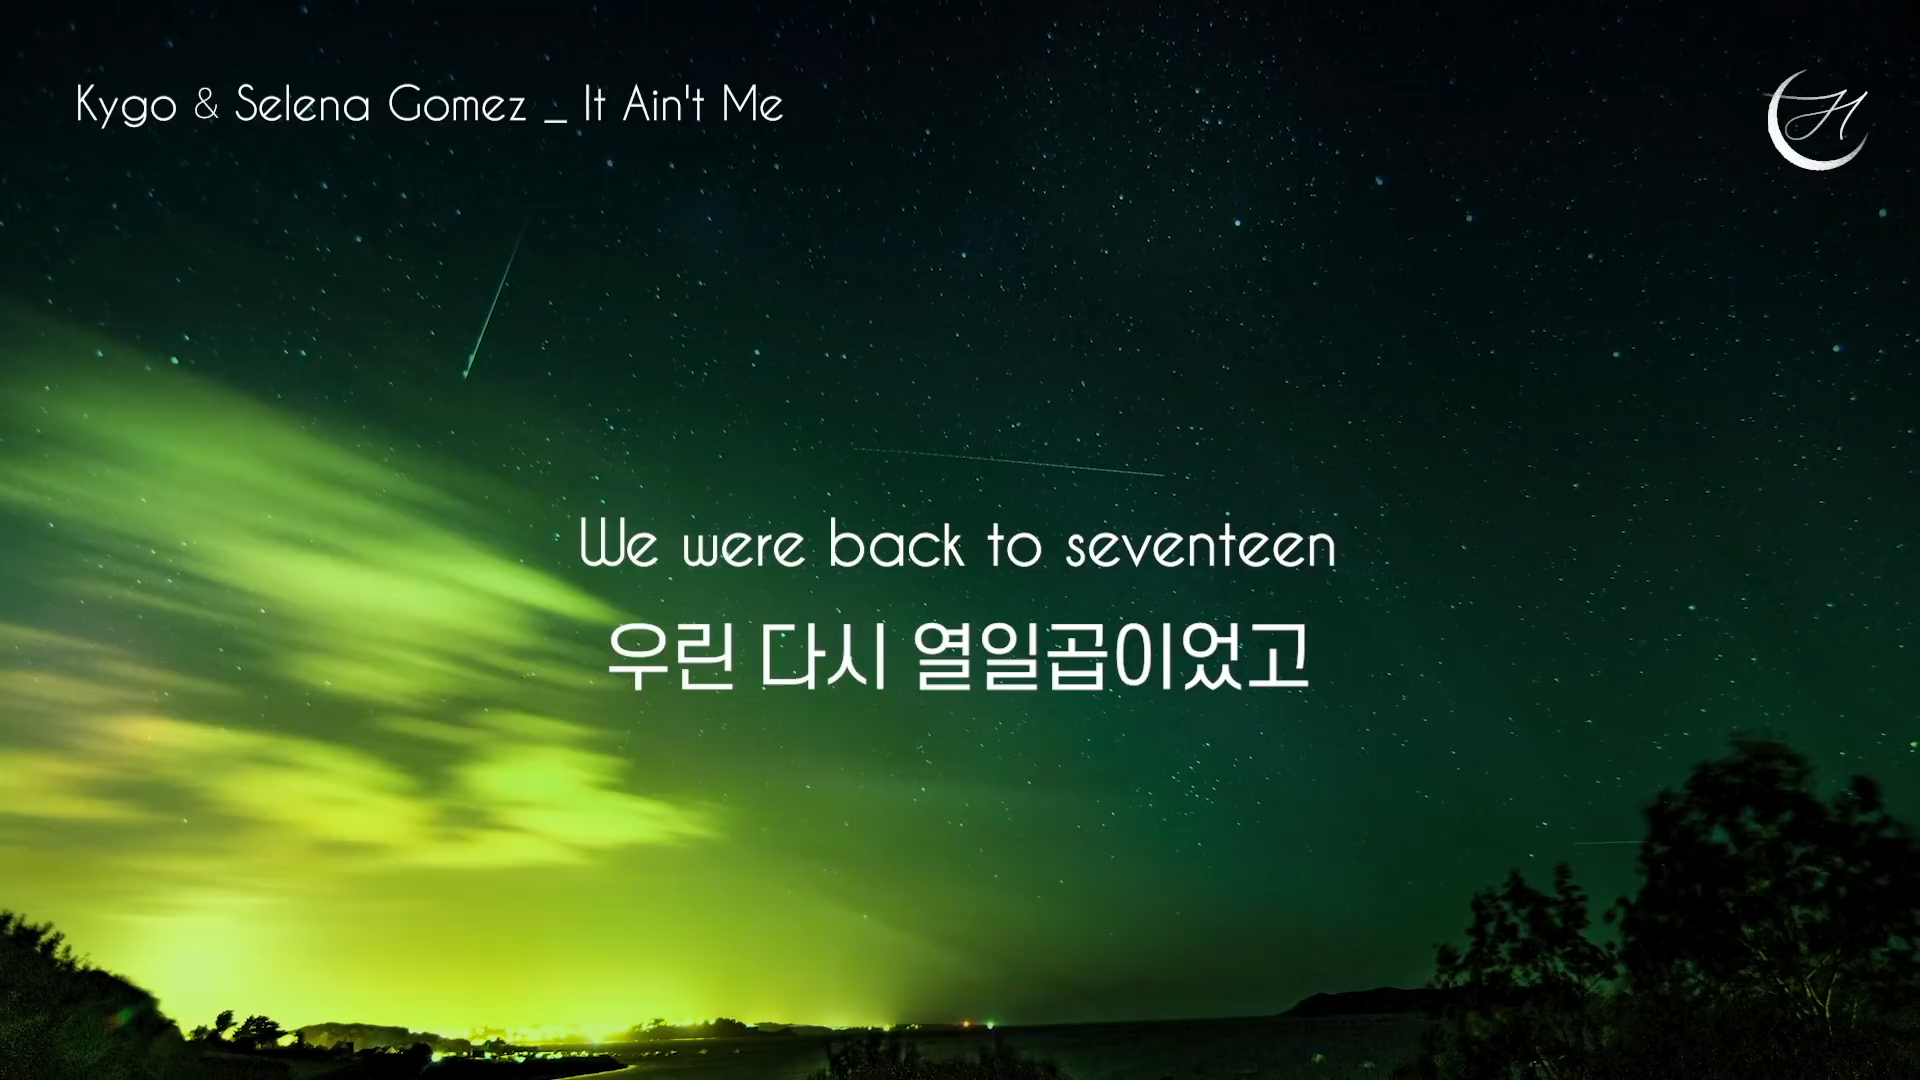 Kygo & Selena Gomez _ It Ain't Me
H
We were back to seventeen
우린 다시 열일곱이었고